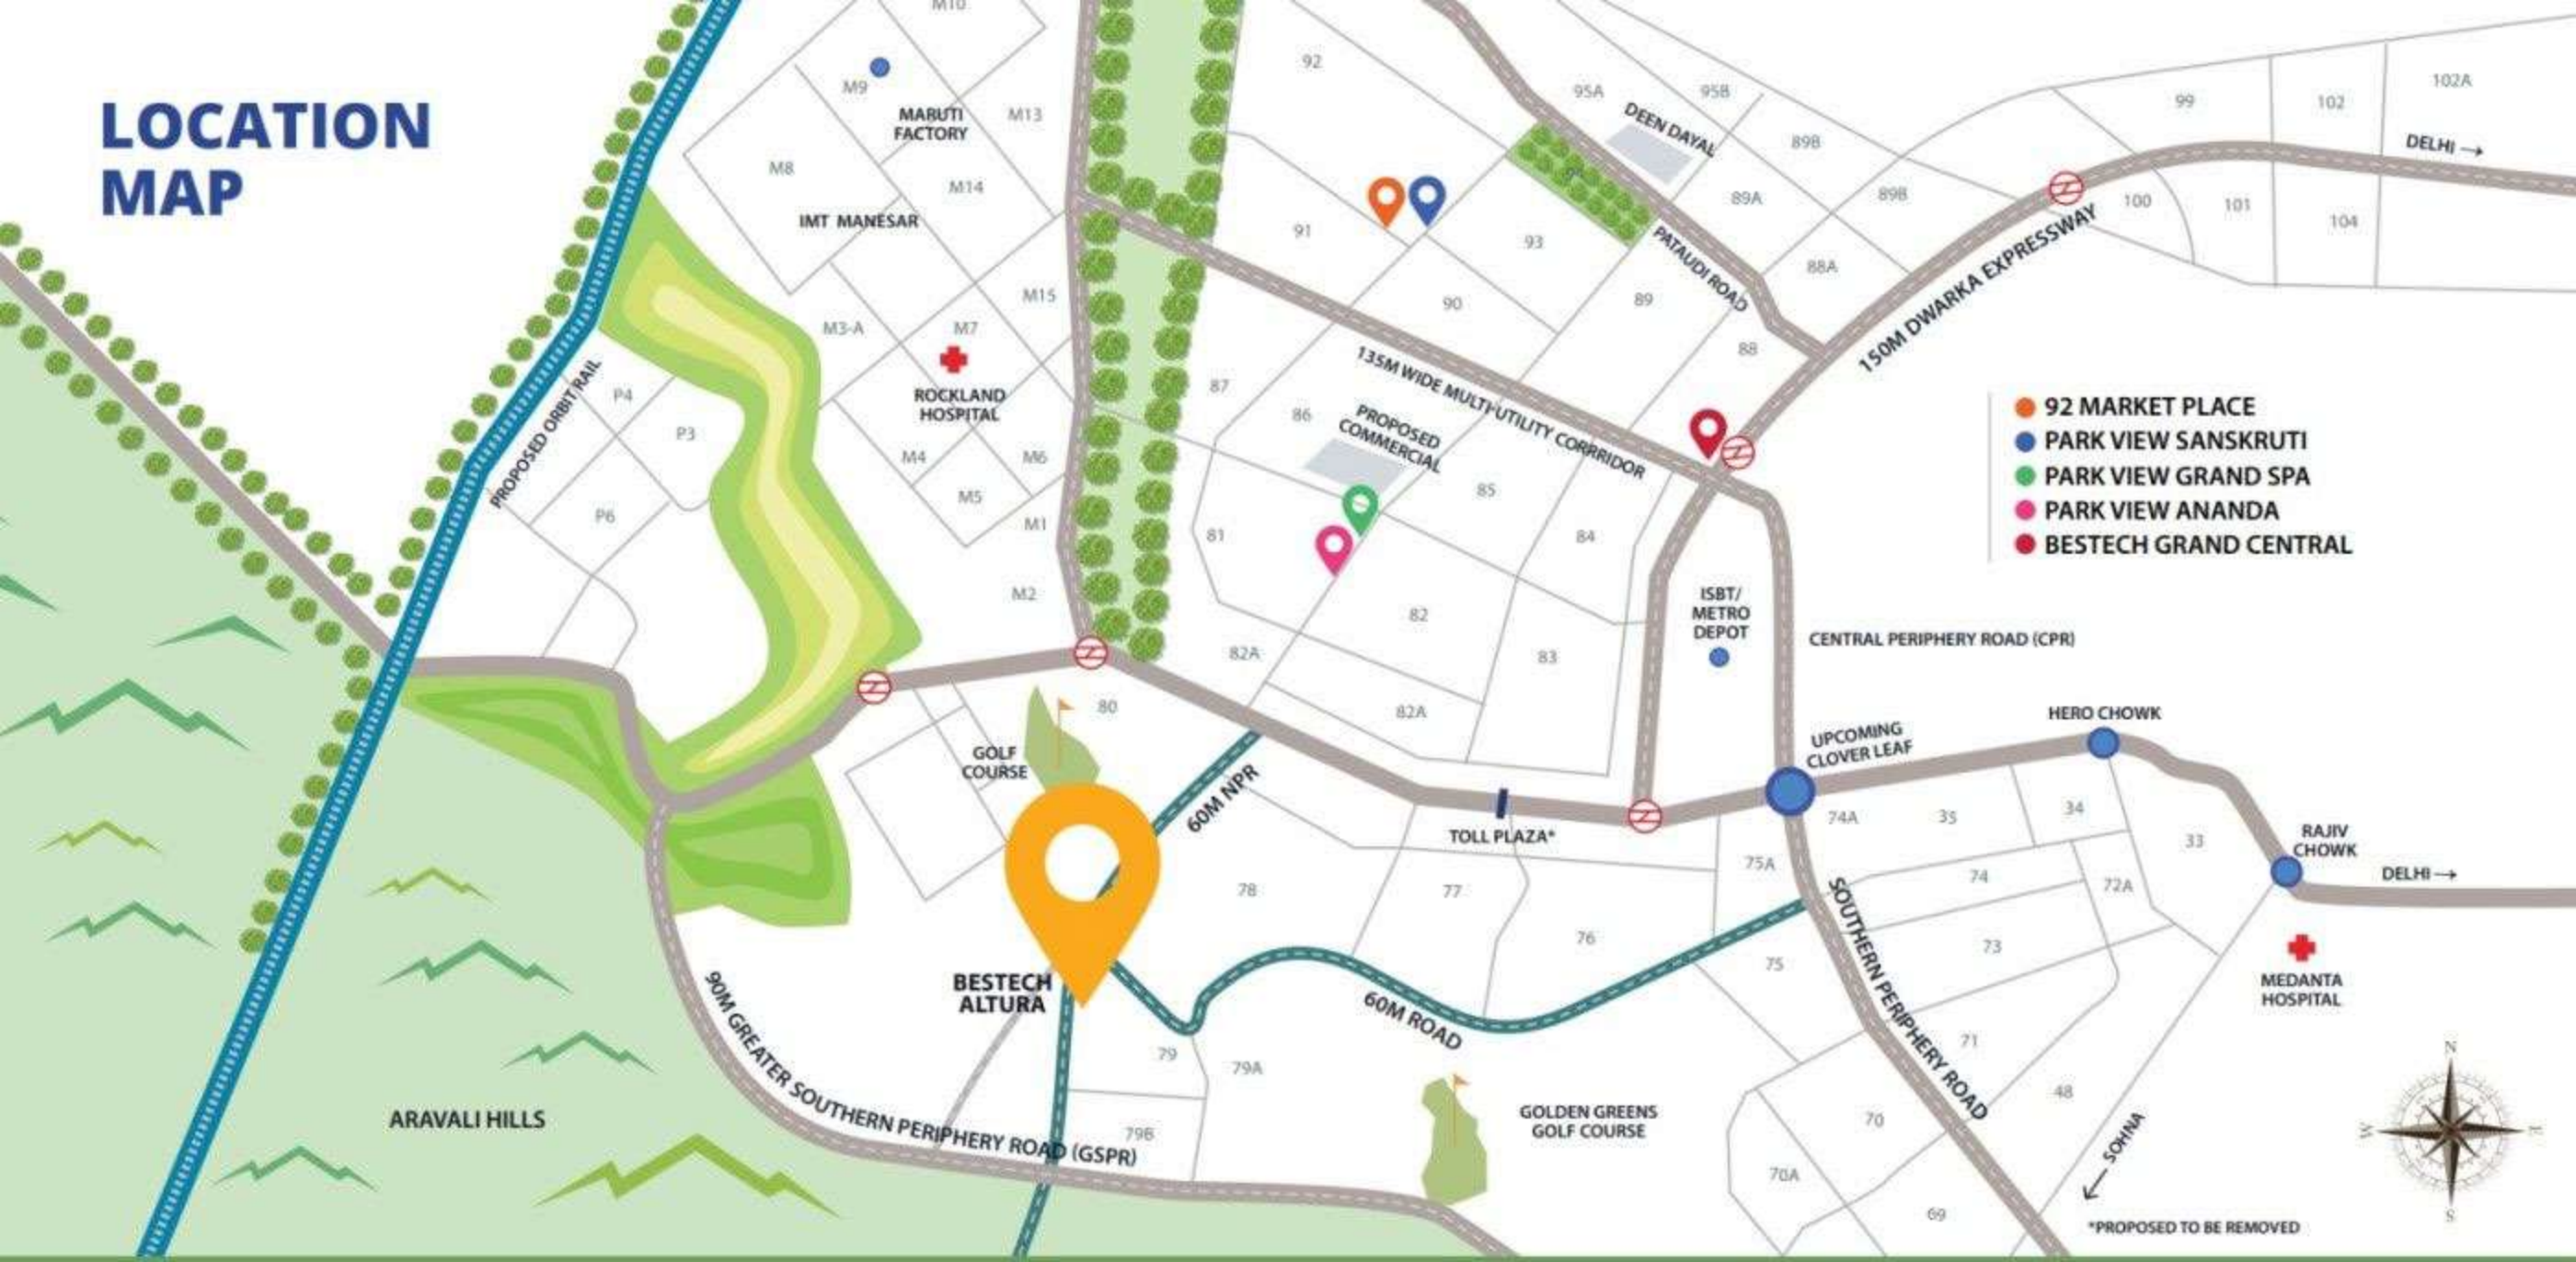 LOCATION
MAP
M10
M9
MARUTI
FACTORY
M13
M8
M14
IMT MANESAR
M15
M3-A
M7
ROCKLAND
HOSPITAL
M4
M6
M5
M1
M2
PROPOSED ORBIT RAIL
P4
P3
P6
92
95A
95B
DEEN DAYAL
89B
89A
89B
99
102
102A
DELHI →
100
101
104
91
93
PATAUDI ROAD
88A
90
89
88
150M DWARKA EXPRESSWAY
135M WIDE MULTI-UTILITY CORRRIDOR
87
86
PROPOSED
COMMERCIAL
85
84
81
82
83
82A
82A
80
92 MARKET PLACE
PARK VIEW SANSKRUTI
PARK VIEW GRAND SPA
PARK VIEW ANANDA
BESTECH GRAND CENTRAL
ISBT/
METRO
DEPOT
CENTRAL PERIPHERY ROAD (CPR)
UPCOMING
CLOVER LEAF
HERO CHOWK
RAJIV
CHOWK
DELHI →
GOLF
COURSE
60M NPR
TOLL PLAZA*
74A
35
34
33
75A
74
72A
73
78
77
76
75
SOUTHERN PERIPHERY ROAD
MEDANTA
HOSPITAL
BESTECH
ALTURA
60M ROAD
79
79A
79B
71
48
70
70A
69
90M GREATER SOUTHERN PERIPHERY ROAD (GSPR)
ARAVALI HILLS
GOLDEN GREENS
GOLF COURSE
← SOHNA
N
W
E
S
*PROPOSED TO BE REMOVED